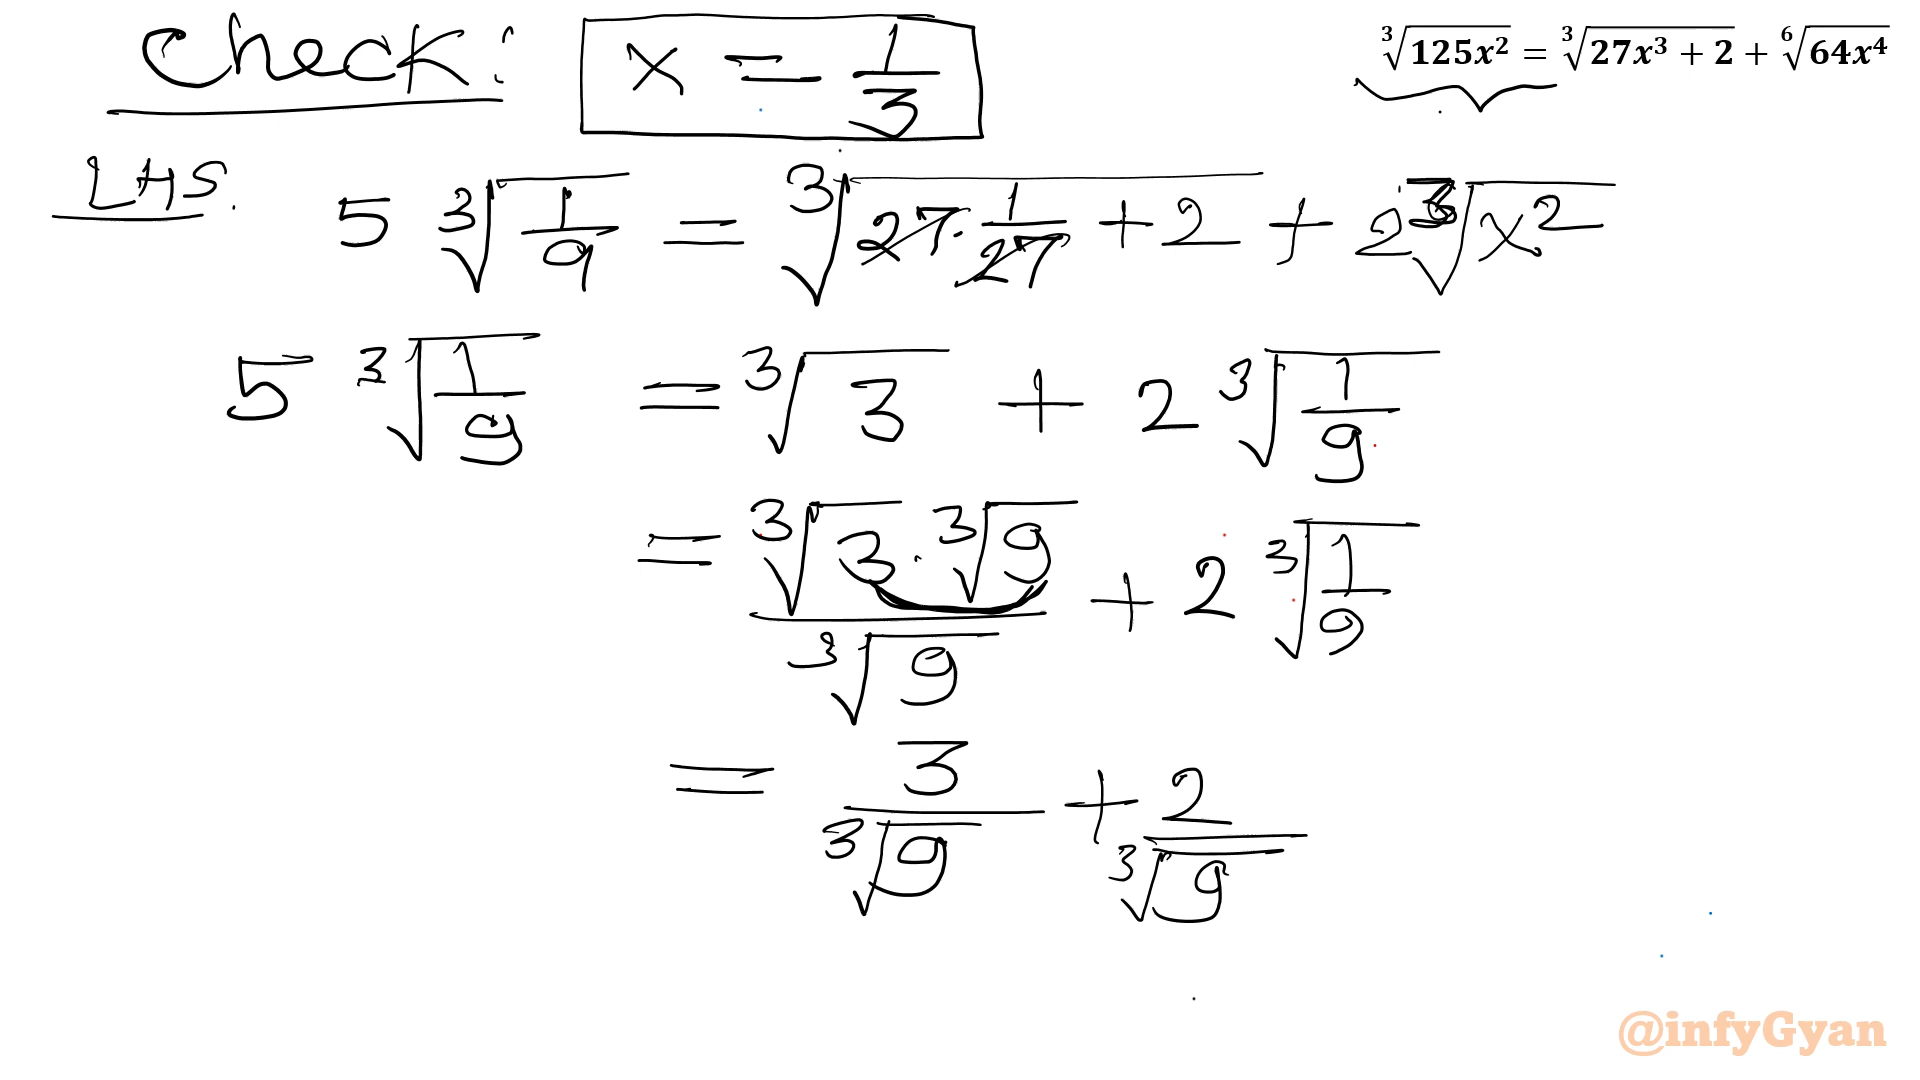 Check: x = 1/3
∛(125x²) = ∛(27x³ + 2) + ⁶√(64x⁴)
LHS.
5 ∛(1/9) = ∛(27 · 1/27 + 2) + 2 ∛(x²)
5 ∛(1/9) = ∛3 + 2 ∛(1/9)
= (∛3 · ∛9)/∛9 + 2 ∛(1/9)
= 3/∛9 + 2/∛9
@infyGyan